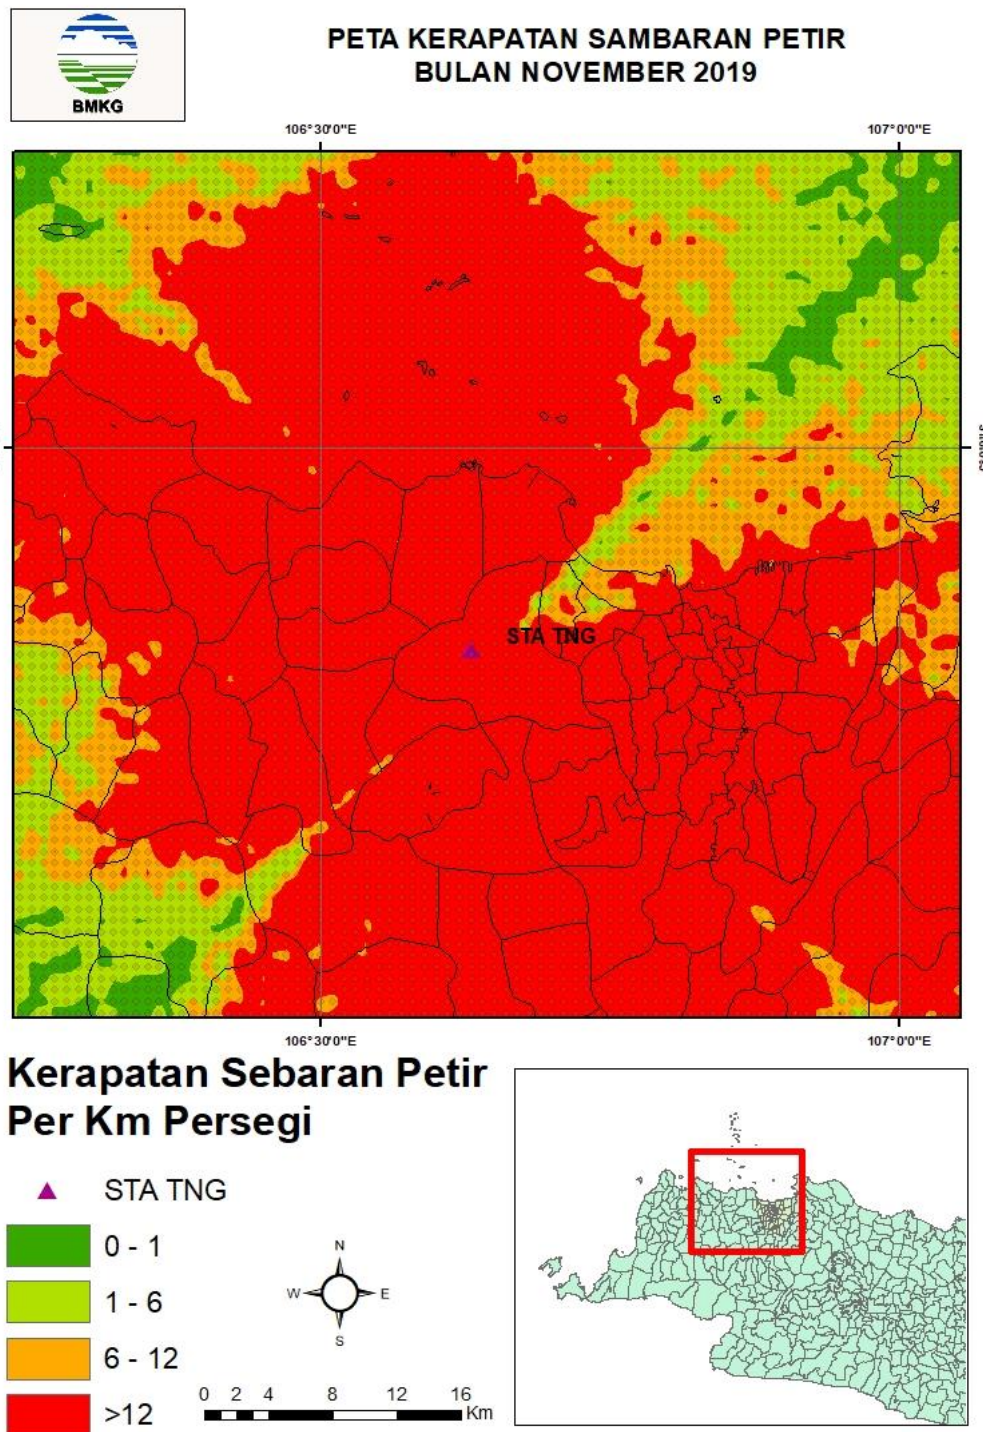 BMKG
PETA KERAPATAN SAMBARAN PETIR
BULAN NOVEMBER 2019
106°30'0"E
107°0'0"E
STA TNG
106°30'0"E
107°0'0"E
Kerapatan Sebaran Petir
Per Km Persegi
STA TNG
0 - 1
1 - 6
6 - 12
>12
N
W
E
S
0 2 4 8 12 16
Km